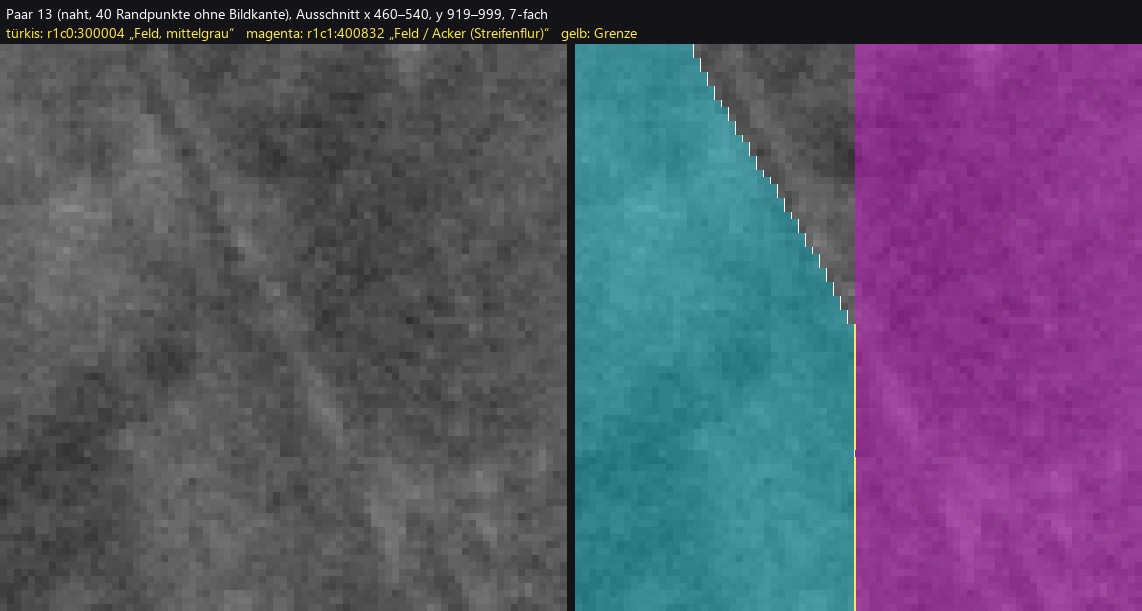 Paar 13 (naht, 40 Randpunkte ohne Bildkante), Ausschnitt x 460–540, y 919–999, 7-fach
türkis: r1c0:300004 „Feld, mittelgrau“ magenta: r1c1:400832 „Feld / Acker (Streifenflur)“ gelb: Grenze